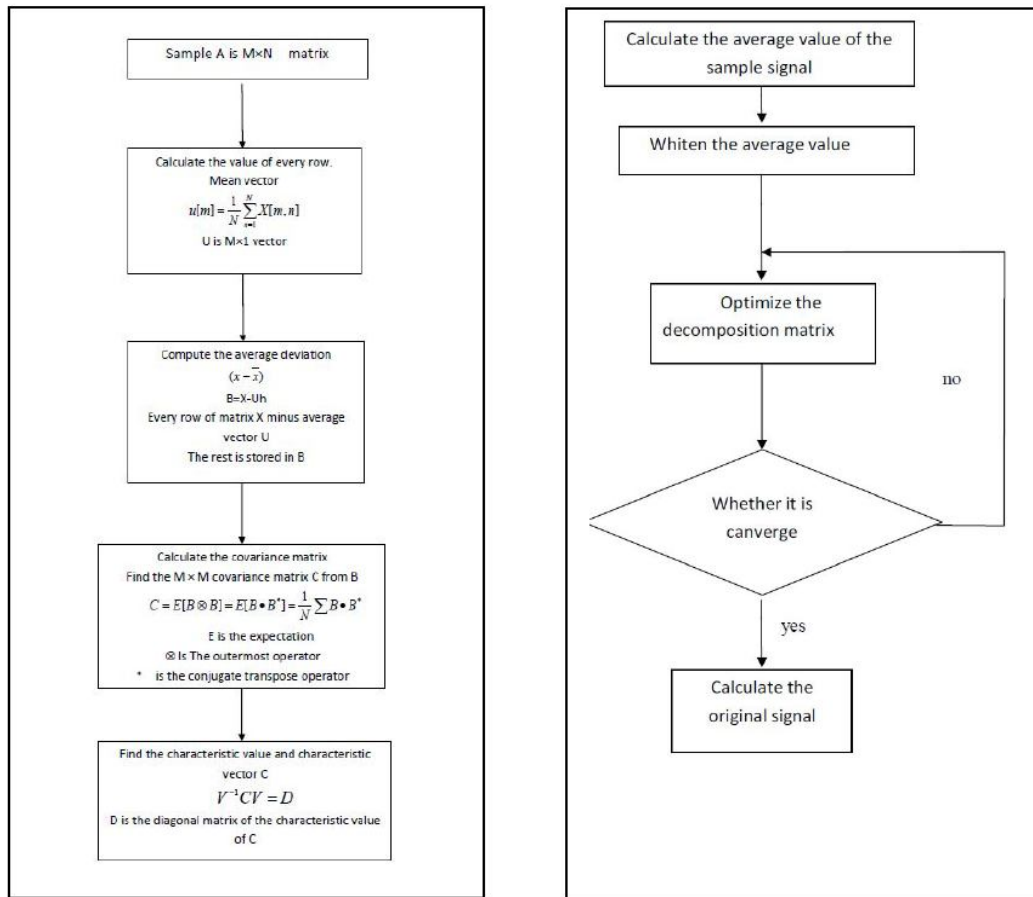 Sample A is M×N matrix
Calculate the value of every row.
Mean vector
u[m] = 1/N ∑_{n=1}^{N} X[m,n]
U is M×1 vector
Compute the average deviation
(x − x̅)
B=X-Uh
Every row of matrix X minus average
vector U
The rest is stored in B
Calculate the covariance matrix
Find the M × M covariance matrix C from B
C = E[B⊗B] = E[B•B*] = 1/N ∑ B•B*
E is the expectation
⊗ Is The outermost operator
* is the conjugate transpose operator
Find the characteristic value and characteristic
vector C
V⁻¹CV = D
D is the diagonal matrix of the characteristic value
of C
Calculate the average value of the
sample signal
Whiten the average value
Optimize the
decomposition matrix
no
Whether it is
canverge
yes
Calculate the
original signal